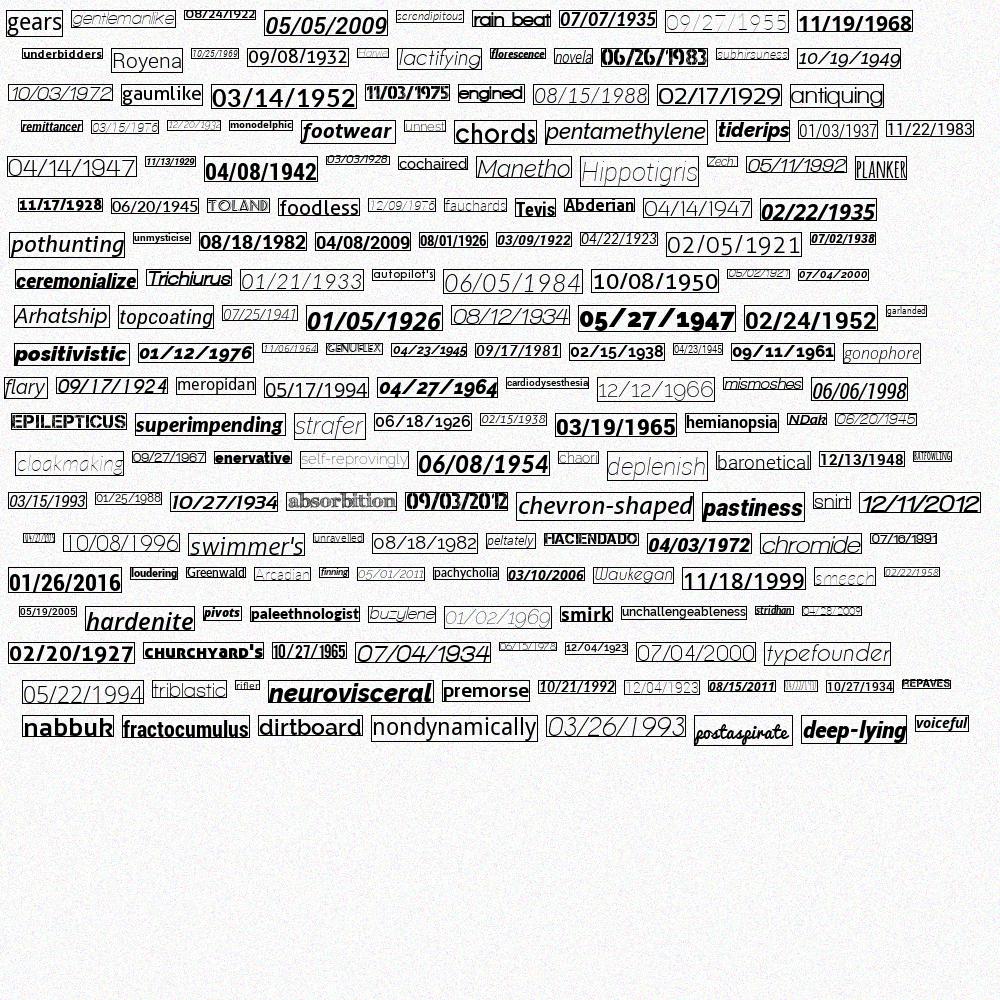 gears gentlemanlike 08/24/1922 05/05/2009 serendipitous rain beat 07/07/1935 09/27/1955 11/19/1968
underbidders Royena 10/25/1969 09/08/1932 lactifying florescence novela 06/26/1983 subhirsuness 10/19/1949
10/03/1972 gaumlike 03/14/1952 11/03/1975 engined 08/15/1988 02/17/1929 antiquing
remittancer 03/15/1976 12/20/1932 monodelphic footwear unnest chords pentamethylene tiderips 01/03/1937 11/22/1983
04/14/1947 11/13/1929 04/08/1942 03/03/1928 cochaired Manetho Hippotigris Zech. 05/11/1992 PLANKER
11/17/1928 06/20/1945 TOLAND foodless 12/09/1976 fauchards Tevis Abderian 04/14/1947 02/22/1935
pothunting unmysticise 08/18/1982 04/08/2009 08/01/1926 03/09/1922 04/22/1923 02/05/1921 07/02/1938
ceremonialize Trichiurus 01/21/1933 autopilot's 06/05/1984 10/08/1950 05/02/1921 07/04/2000
Arhatship topcoating 07/25/1941 01/05/1926 08/12/1934 05/27/1947 02/24/1952 garlanded
positivistic 01/12/1976 11/06/1964 GENUFLEX 04/23/1945 09/17/1981 02/15/1938 04/23/1945 09/11/1961 gonophore
flary 09/17/1924 meropidan 05/17/1994 04/27/1964 cardiodysesthesia 12/12/1966 mismoshes 06/06/1998
EPILEPTICUS superimpending strafer 06/18/1926 02/15/1938 03/19/1965 hemianopsia NDak 06/20/1945
cloakmaking 09/27/1967 enervative self-reprovingly 06/08/1954 chaori deplenish baronetical 12/13/1948 BATFOWLING
03/15/1993 01/25/1988 10/27/1934 absorbition 09/03/2012 chevron-shaped pastiness snirt 12/11/2012
10/08/1996 swimmer's unravelled 08/18/1982 peltately HACIENDADO 04/03/1972 chromide 07/16/1991
01/26/2016 loudering Greenwald Arcadian finning 05/01/2011 pachycholia 03/10/2006 Waukegan 11/18/1999 smeech 02/22/1958
05/19/2005 hardenite pivots paleethnologist buzylene 01/02/1969 smirk unchallengeableness stridhan 04/28/2009
02/20/1927 CHURCHYARD'S 10/27/1965 07/04/1934 06/15/1978 12/04/1923 07/04/2000 typefounder
05/22/1994 triblastic rifler neurovisceral premorse 10/21/1992 12/04/1923 08/15/2011 10/27/1934 REPAVES
nabbuk fractocumulus dirtboard nondynamically 03/26/1993 postaspirate deep-lying voiceful